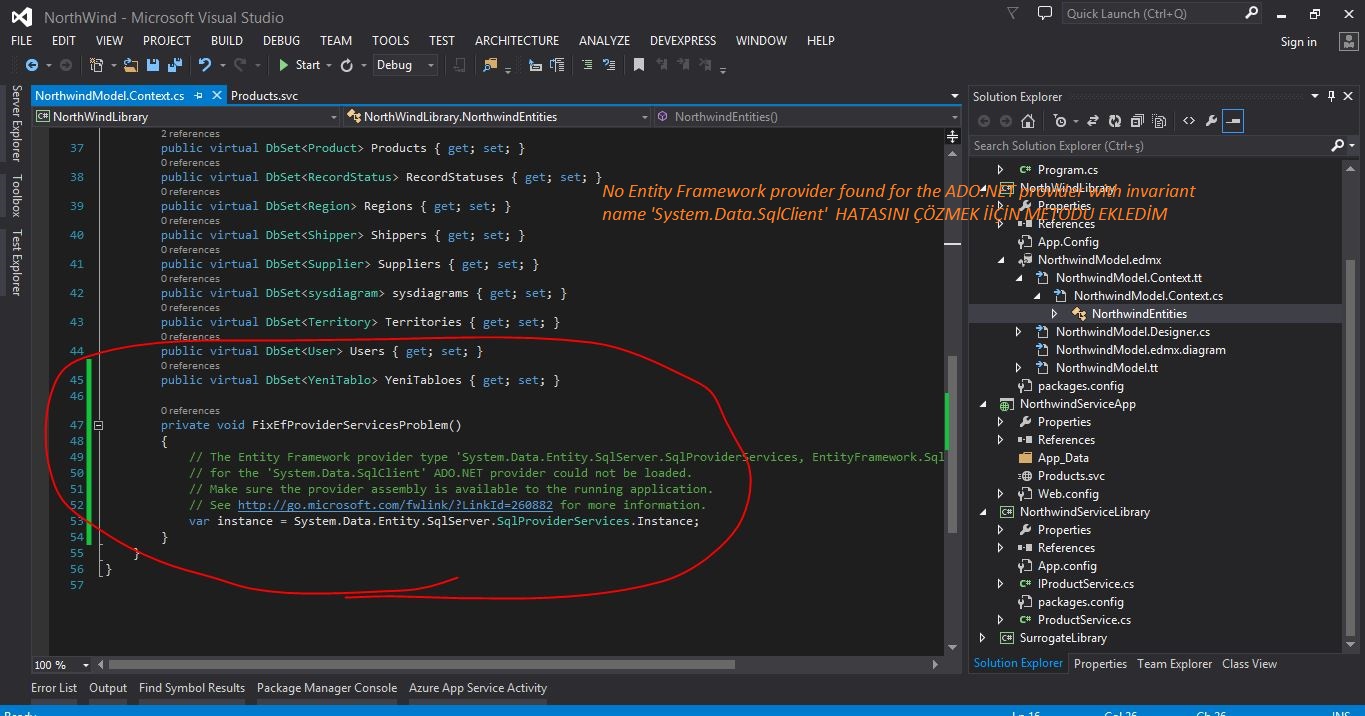 NorthWind - Microsoft Visual Studio
Quick Launch (Ctrl+Q)
FILE EDIT VIEW PROJECT BUILD DEBUG TEAM TOOLS TEST ARCHITECTURE ANALYZE DEVEXPRESS WINDOW HELP
Sign in
Start Debug
Server Explorer
Toolbox
Test Explorer
NorthwindModel.Context.cs Products.svc
NorthWindLibrary NorthWindLibrary.NorthwindEntities NorthwindEntities()
2 references
37 public virtual DbSet<Product> Products { get; set; }
0 references
38 public virtual DbSet<RecordStatus> RecordStatuses { get; set; }
0 references
39 public virtual DbSet<Region> Regions { get; set; }
0 references
40 public virtual DbSet<Shipper> Shippers { get; set; }
0 references
41 public virtual DbSet<Supplier> Suppliers { get; set; }
0 references
42 public virtual DbSet<sysdiagram> sysdiagrams { get; set; }
0 references
43 public virtual DbSet<Territory> Territories { get; set; }
0 references
44 public virtual DbSet<User> Users { get; set; }
0 references
45 public virtual DbSet<YeniTablo> YeniTabloes { get; set; }
46
0 references
47 private void FixEfProviderServicesProblem()
48 {
49 // The Entity Framework provider type 'System.Data.Entity.SqlServer.SqlProviderServices, EntityFramework.Sql
50 // for the 'System.Data.SqlClient' ADO.NET provider could not be loaded.
51 // Make sure the provider assembly is available to the running application.
52 // See http://go.microsoft.com/fwlink/?LinkId=260882 for more information.
53 var instance = System.Data.Entity.SqlServer.SqlProviderServices.Instance;
54 }
55 }
56 }
57
No Entity Framework provider found for the ADO.NET provider with invariant
name 'System.Data.SqlClient' HATASINI ÇÖZMEK İİÇİN METODU EKLEDİM
100 %
Solution Explorer
Search Solution Explorer (Ctrl+ş)
C# Program.cs
C# NorthWindLibrary
Properties
References
App.Config
NorthwindModel.edmx
NorthwindModel.Context.tt
NorthwindModel.Context.cs
NorthwindEntities
NorthwindModel.Designer.cs
NorthwindModel.edmx.diagram
NorthwindModel.tt
packages.config
NorthwindServiceApp
Properties
References
App_Data
Products.svc
Web.config
C# NorthwindServiceLibrary
Properties
References
App.config
C# IProductService.cs
packages.config
C# ProductService.cs
C# SurrogateLibrary
Solution Explorer Properties Team Explorer Class View
Error List Output Find Symbol Results Package Manager Console Azure App Service Activity
Ready Ln 16 Col 26 Ch 26 INS